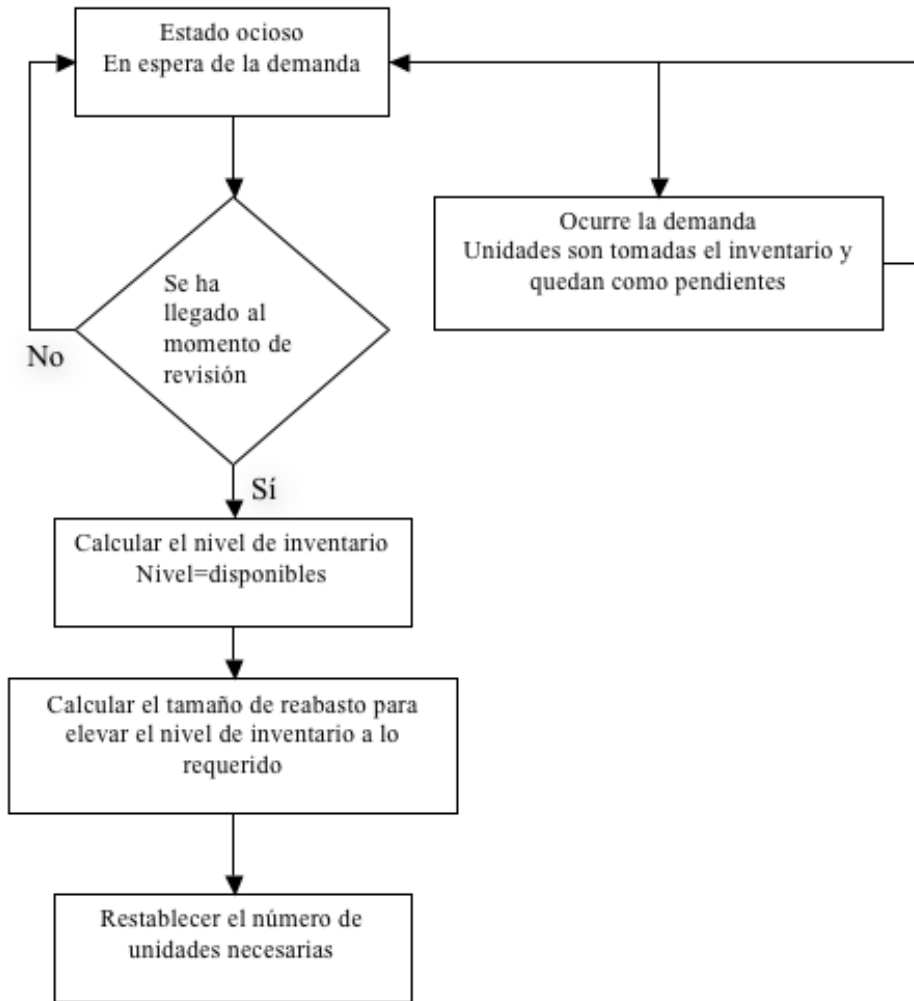 Estado ocioso
En espera de la demanda
Ocurre la demanda
Unidades son tomadas el inventario y
quedan como pendientes
Se ha
llegado al
momento de
revisión
No
Sí
Calcular el nivel de inventario
Nivel=disponibles
Calcular el tamaño de reabasto para
elevar el nivel de inventario a lo
requerido
Restablecer el número de
unidades necesarias